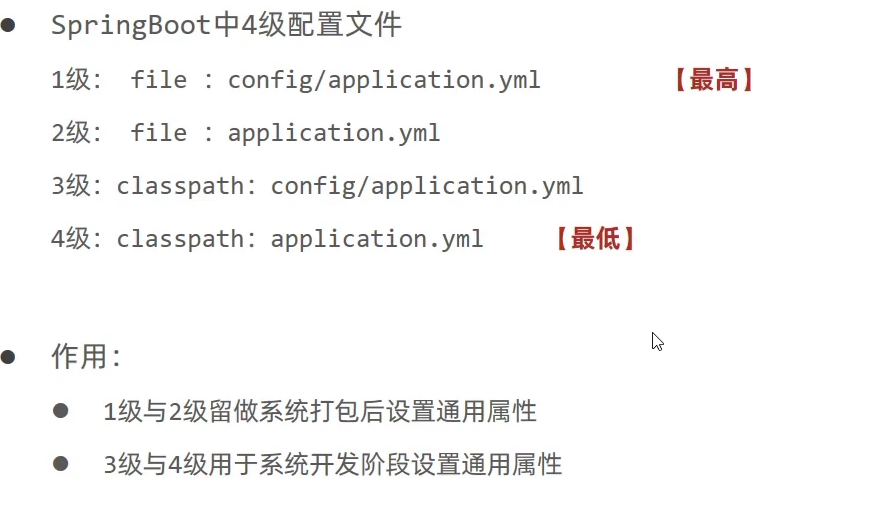 SpringBoot中4级配置文件
1级： file ：config/application.yml 【最高】
2级： file ：application.yml
3级：classpath：config/application.yml
4级：classpath：application.yml 【最低】
作用：
1级与2级留做系统打包后设置通用属性
3级与4级用于系统开发阶段设置通用属性